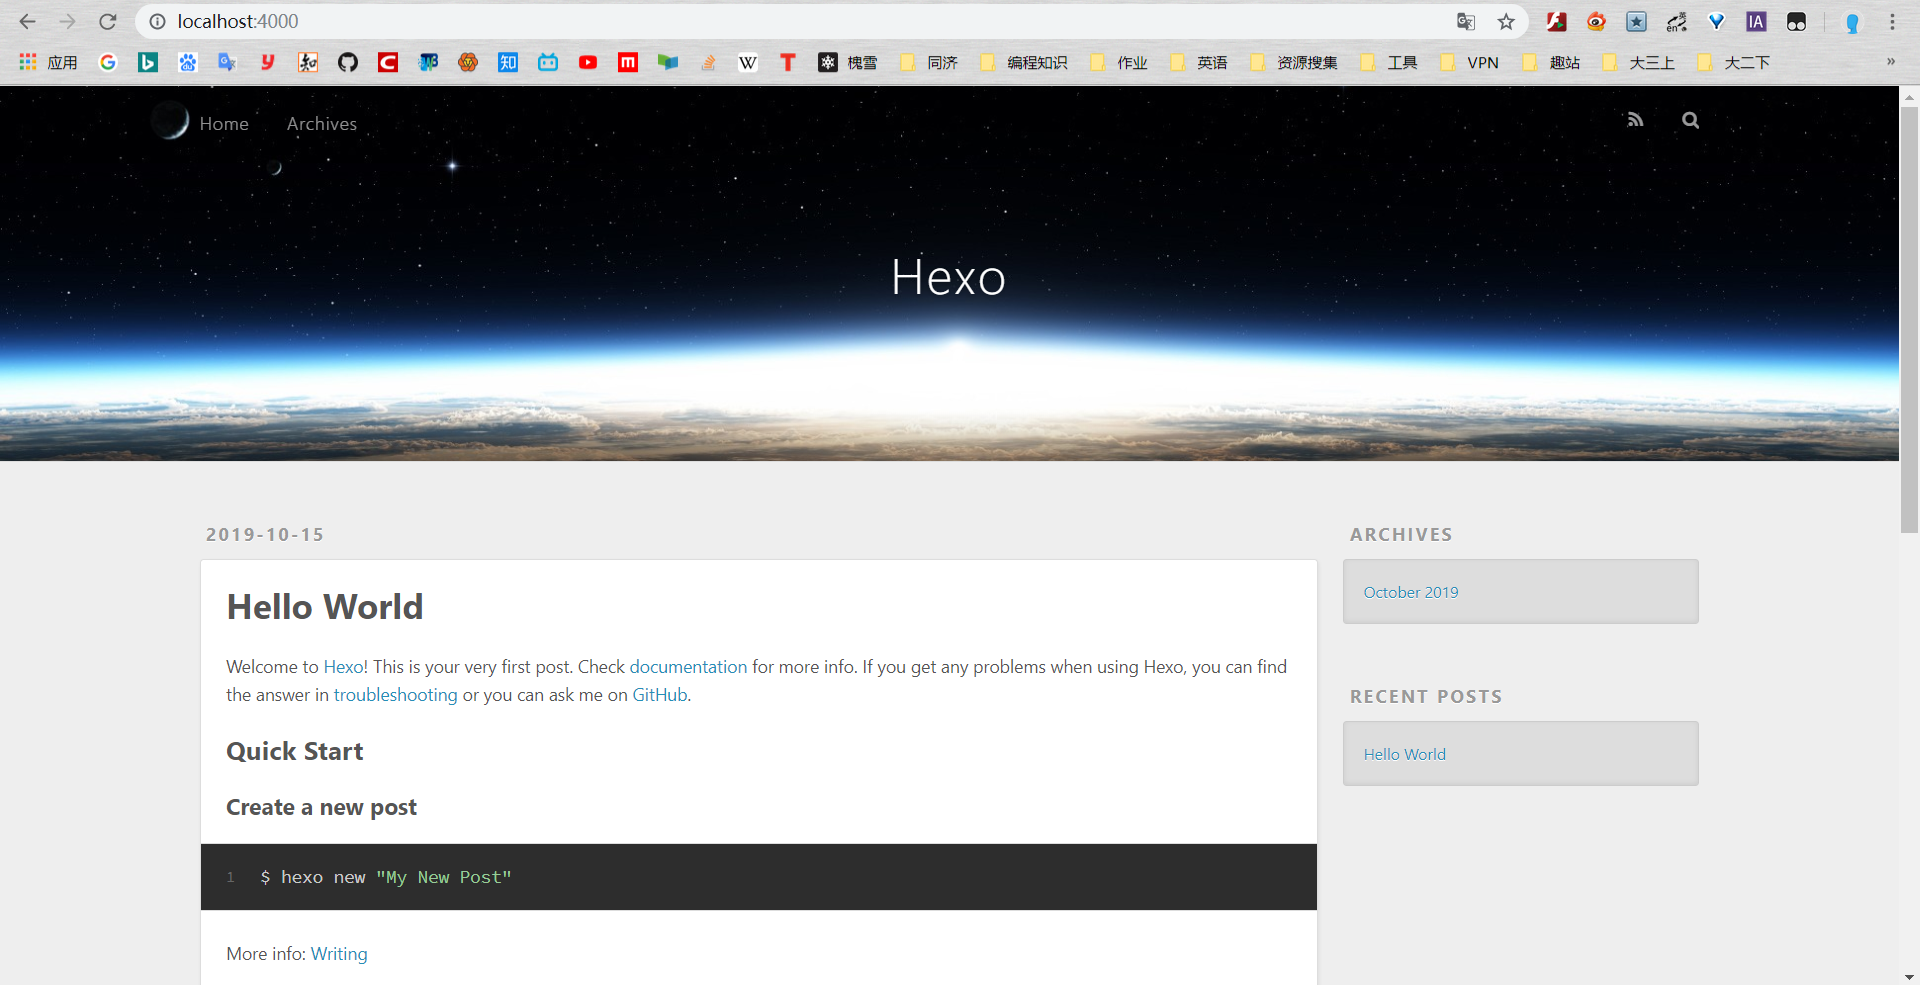 localhost:4000
应用 槐雪 同济 编程知识 作业 英语 资源搜集 工具 VPN 趣站 大三上 大二下 »
Home Archives
Hexo
2019-10-15
Hello World
Welcome to Hexo! This is your very first post. Check documentation for more info. If you get any problems when using Hexo, you can find
the answer in troubleshooting or you can ask me on GitHub.
Quick Start
Create a new post
1 $ hexo new "My New Post"
More info: Writing
ARCHIVES
October 2019
RECENT POSTS
Hello World